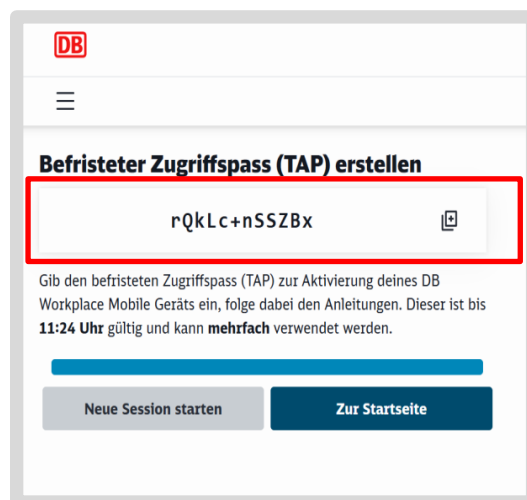 DB
Befristeter Zugriffspass (TAP) erstellen
rQkLc+nSSZBx
Gib den befristeten Zugriffspass (TAP) zur Aktivierung deines DB
Workplace Mobile Geräts ein, folge dabei den Anleitungen. Dieser ist bis
11:24 Uhr gültig und kann mehrfach verwendet werden.
Neue Session starten
Zur Startseite